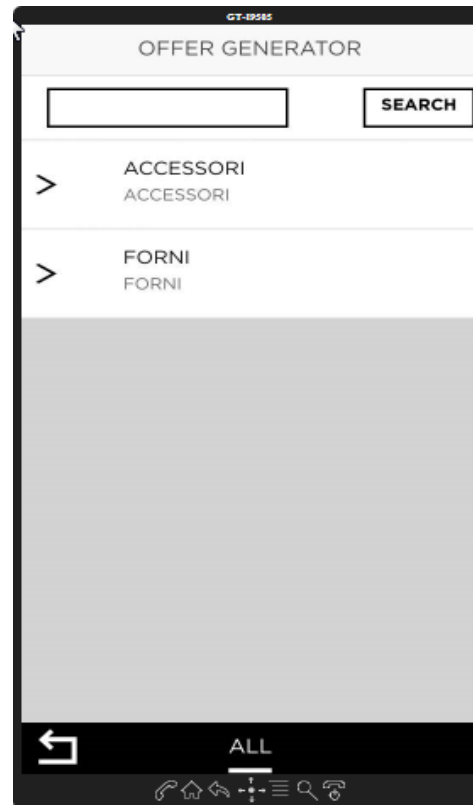 GT-I9505
OFFER GENERATOR
SEARCH
ACCESSORI
ACCESSORI
FORNI
FORNI
ALL